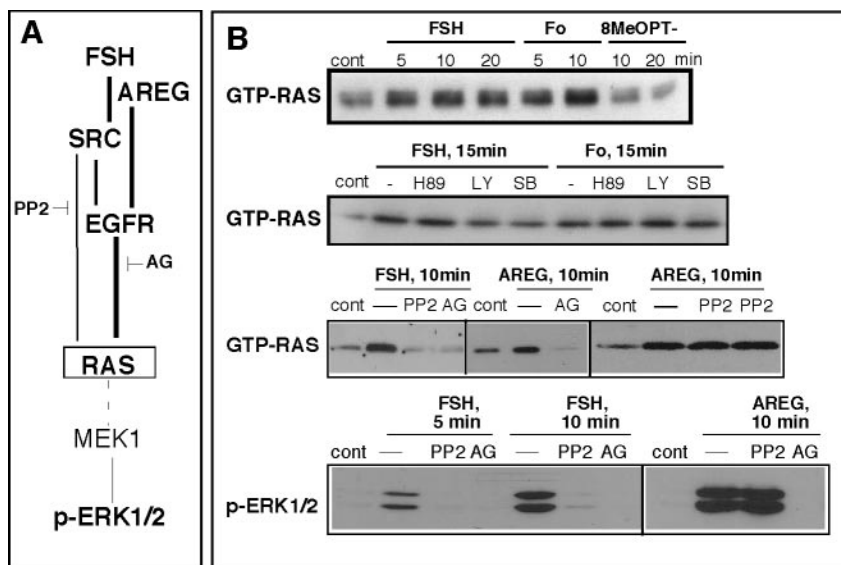 A
FSH
AREG
SRC
PP2
EGFR
AG
RAS
MEK1
p-ERK1/2
B
FSH Fo 8MeOPT-
cont 5 10 20 5 10 10 20 min
GTP-RAS
FSH, 15min Fo, 15min
cont - H89 LY SB - H89 LY SB
GTP-RAS
FSH, 10min AREG, 10min AREG, 10min
cont — PP2 AG cont — AG cont — PP2 PP2
GTP-RAS
FSH, FSH, AREG,
5 min 10 min 10 min
cont — PP2 AG — PP2 AG cont — PP2 AG
p-ERK1/2